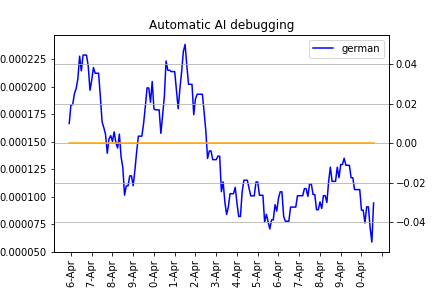 Automatic AI debugging
german
0.000225
0.000200
0.000175
0.000150
0.000125
0.000100
0.000075
0.000050
0.04
0.02
0.00
−0.02
−0.04
6-Apr
7-Apr
8-Apr
9-Apr
0-Apr
1-Apr
2-Apr
3-Apr
4-Apr
5-Apr
6-Apr
7-Apr
8-Apr
9-Apr
0-Apr